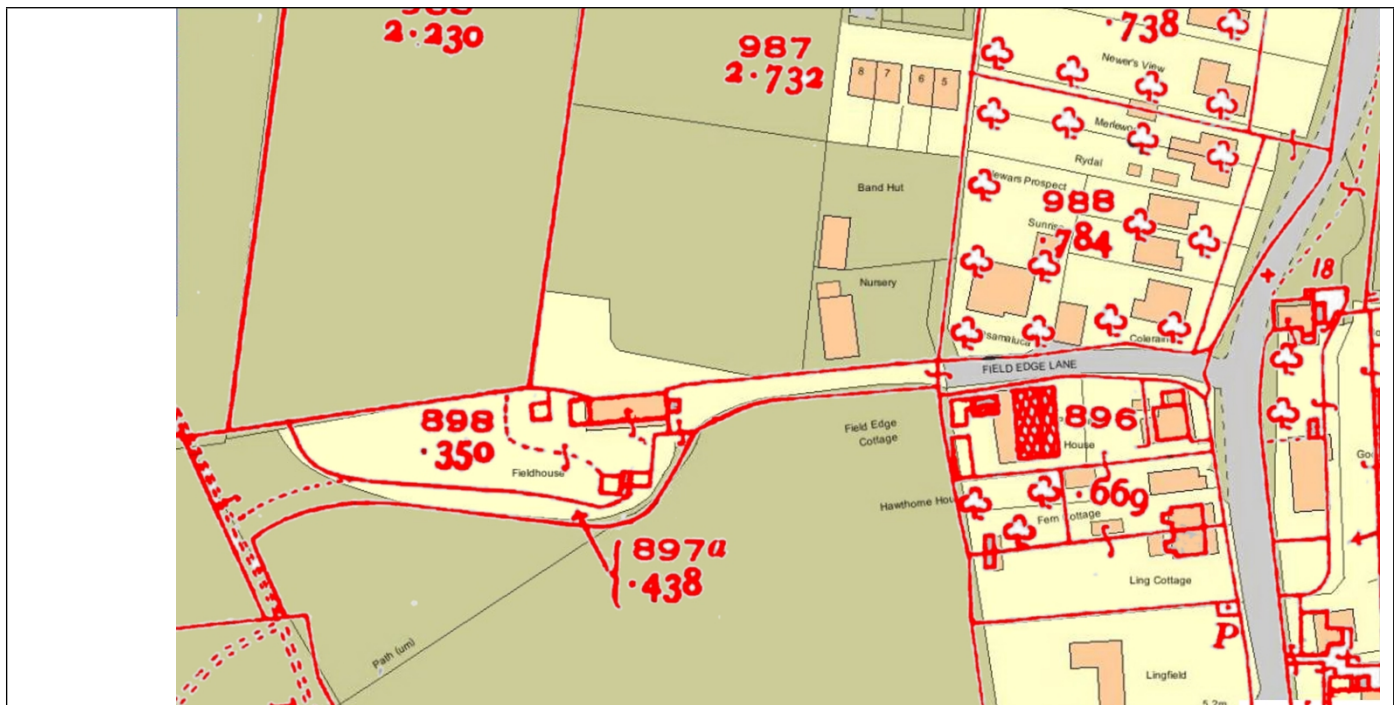 988
2·230
987
2·732
·738
Newer's View
8 7 6 5
Rydal
Band Hut
ewars Prospect
988
·784
18
Nursery
Colerain
FIELD EDGE LANE
898
·350
Fieldhouse
Field Edge
Cottage
896
House
Hawthorne Hou
·669
Fern Cottage
897a
·438
Ling Cottage
P
Path (um)
Lingfield
5.2m